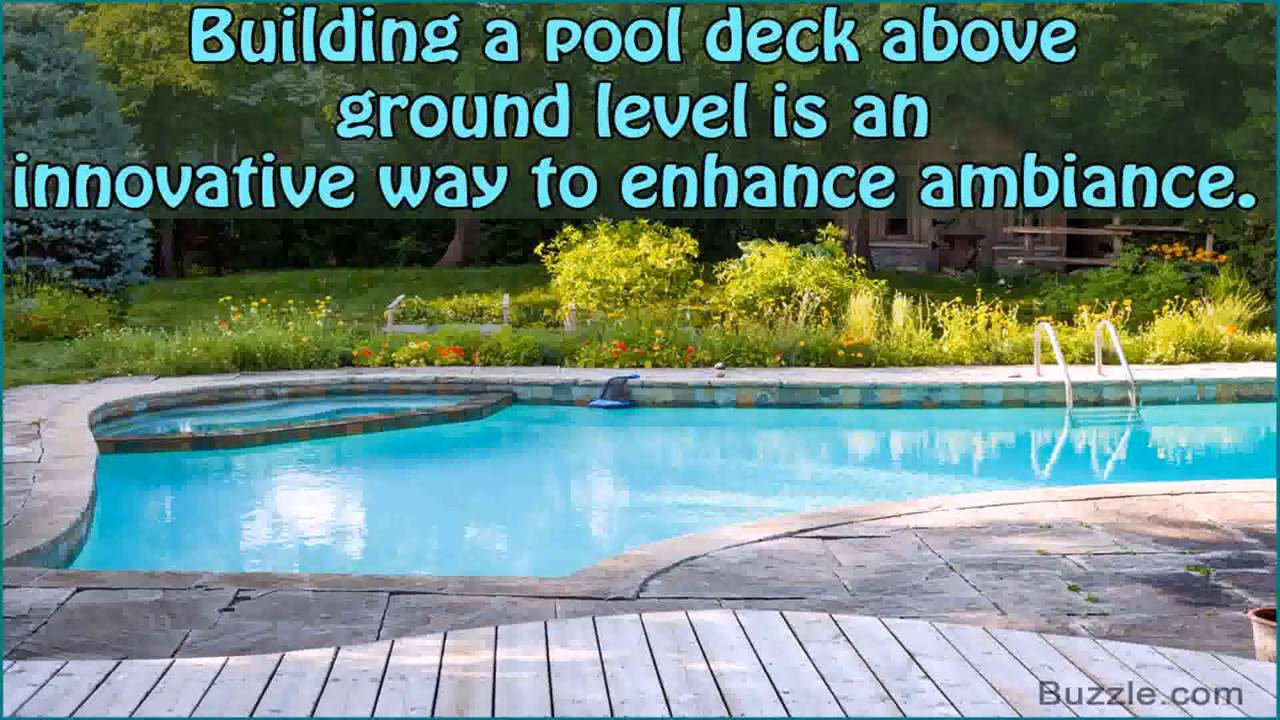 Building a pool deck above
ground level is an
innovative way to enhance ambiance.
Buzzle.com